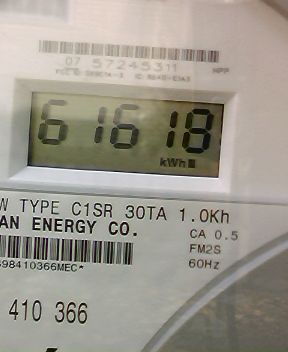 07 57245311
HPP
61618
kWh
W TYPE C1SR 30TA 1.0Kh
AN ENERGY CO.
CA 0.5
FM2S
98410366MEC*
60Hz
410 366